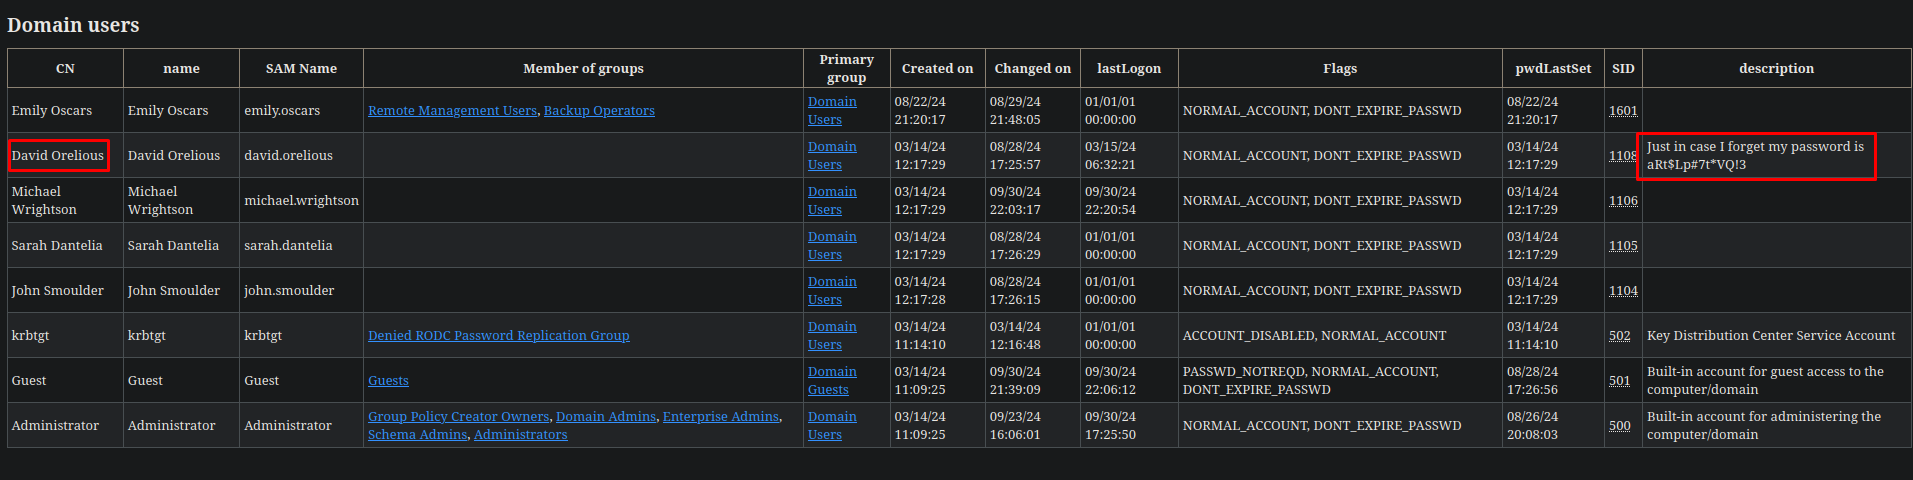 Domain users
CN name SAM Name Member of groups Primary group Created on Changed on lastLogon Flags pwdLastSet SID description
Emily Oscars Emily Oscars emily.oscars Remote Management Users, Backup Operators Domain Users 08/22/24 21:20:17 08/29/24 21:48:05 01/01/01 00:00:00 NORMAL_ACCOUNT, DONT_EXPIRE_PASSWD 08/22/24 21:20:17 1601
David Orelious David Orelious david.orelious Domain Users 03/14/24 12:17:29 08/28/24 17:25:57 03/15/24 06:32:21 NORMAL_ACCOUNT, DONT_EXPIRE_PASSWD 03/14/24 12:17:29 1108 Just in case I forget my password is aRt$Lp#7t*VQ!3
Michael Wrightson Michael Wrightson michael.wrightson Domain Users 03/14/24 12:17:29 09/30/24 22:03:17 09/30/24 22:20:54 NORMAL_ACCOUNT, DONT_EXPIRE_PASSWD 03/14/24 12:17:29 1106
Sarah Dantelia Sarah Dantelia sarah.dantelia Domain Users 03/14/24 12:17:29 08/28/24 17:26:29 01/01/01 00:00:00 NORMAL_ACCOUNT, DONT_EXPIRE_PASSWD 03/14/24 12:17:29 1105
John Smoulder John Smoulder john.smoulder Domain Users 03/14/24 12:17:28 08/28/24 17:26:15 01/01/01 00:00:00 NORMAL_ACCOUNT, DONT_EXPIRE_PASSWD 03/14/24 12:17:29 1104
krbtgt krbtgt krbtgt Denied RODC Password Replication Group Domain Users 03/14/24 11:14:10 03/14/24 12:16:48 01/01/01 00:00:00 ACCOUNT_DISABLED, NORMAL_ACCOUNT 03/14/24 11:14:10 502 Key Distribution Center Service Account
Guest Guest Guest Guests Domain Guests 03/14/24 11:09:25 09/30/24 21:39:09 09/30/24 22:06:12 PASSWD_NOTREQD, NORMAL_ACCOUNT, DONT_EXPIRE_PASSWD 08/28/24 17:26:56 501 Built-in account for guest access to the computer/domain
Administrator Administrator Administrator Group Policy Creator Owners, Domain Admins, Enterprise Admins, Schema Admins, Administrators Domain Users 03/14/24 11:09:25 09/23/24 16:06:01 09/30/24 17:25:50 NORMAL_ACCOUNT, DONT_EXPIRE_PASSWD 08/26/24 20:08:03 500 Built-in account for administering the computer/domain